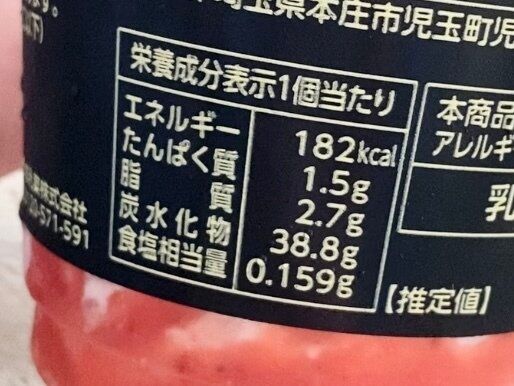 埼玉県本庄市児玉町児
栄養成分表示1個当たり
エネルギー 182kcal
たんぱく質 1.5g
脂質 2.7g
炭水化物 38.8g
食塩相当量 0.159g
【推定値】
本商品
アレルギ
乳
株式会社
-571-591